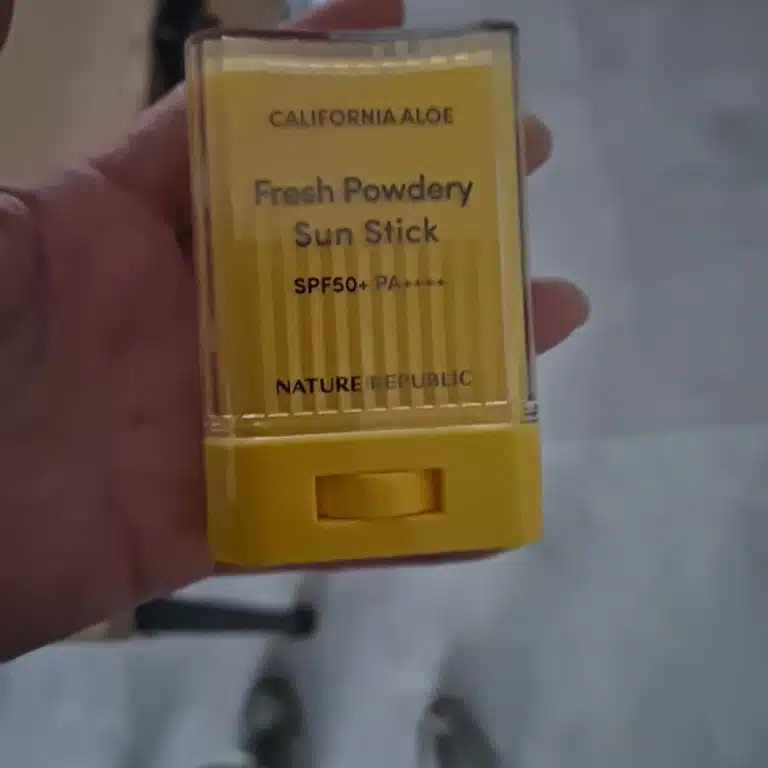 CALIFORNIA ALOE
Fresh Powdery
Sun Stick
SPF50+ PA++++
NATURE REPUBLIC